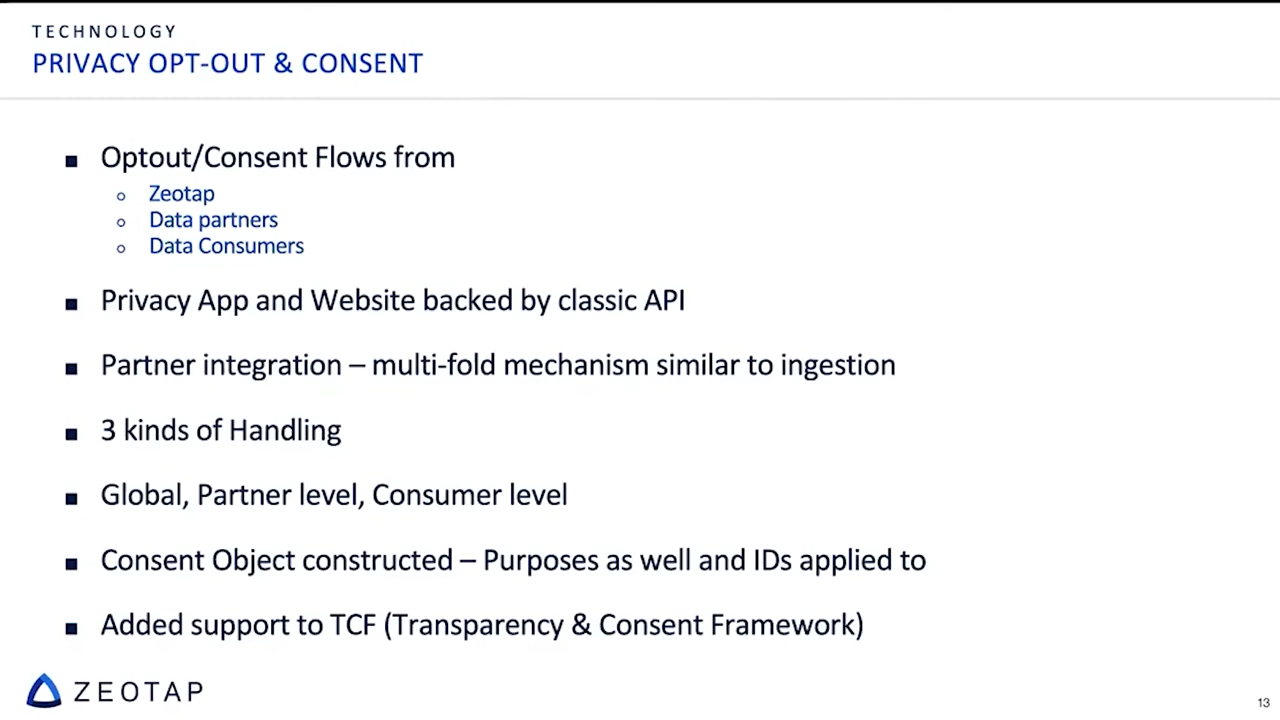 TECHNOLOGY
PRIVACY OPT-OUT & CONSENT
■ Optout/Consent Flows from
○ Zeotap
○ Data partners
○ Data Consumers
■ Privacy App and Website backed by classic API
■ Partner integration – multi-fold mechanism similar to ingestion
■ 3 kinds of Handling
■ Global, Partner level, Consumer level
■ Consent Object constructed – Purposes as well and IDs applied to
■ Added support to TCF (Transparency & Consent Framework)
ZEOTAP
13